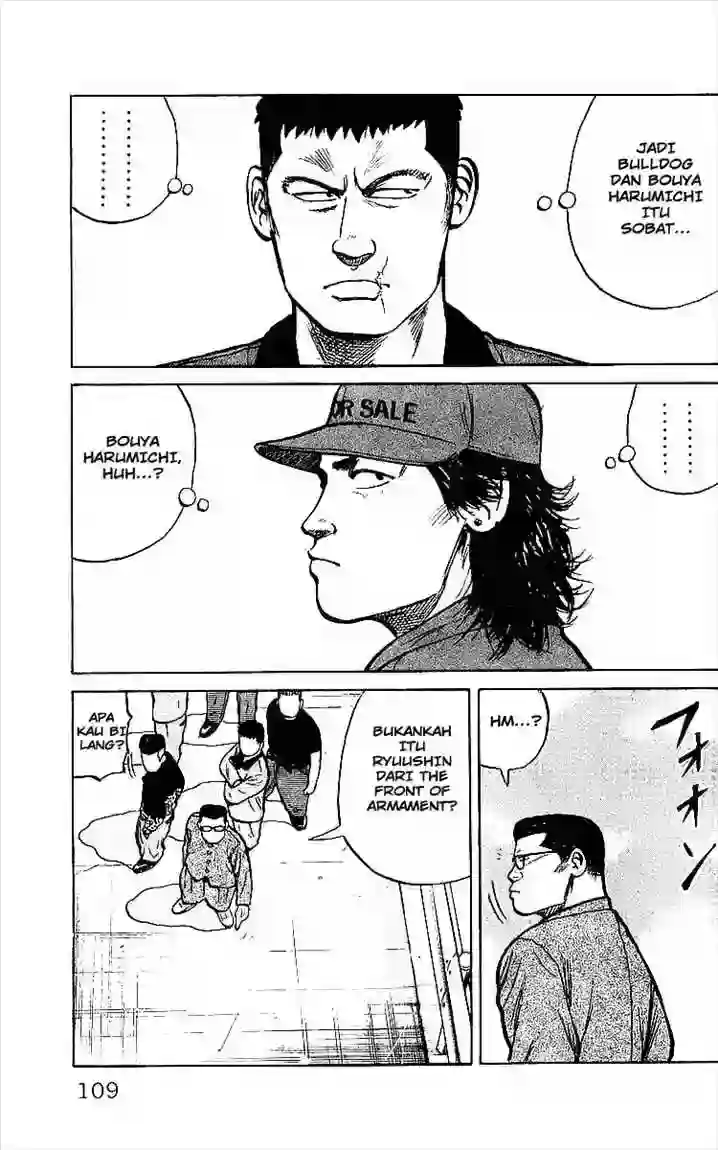 JADI
BULLDOG
DAN BOUYA
HARUMICHI
ITU
SOBAT...
. . . . . . . .
. . . . . . . .
. . . . . . . .
. . . . . . . .
OR SALE
BOUYA
HARUMICHI,
HUH...?
HM...?
フォオン
BUKANKAH
ITU
RYUUSHIN
DARI THE
FRONT OF
ARMAMENT?
APA
KAU BI
LANG?
109